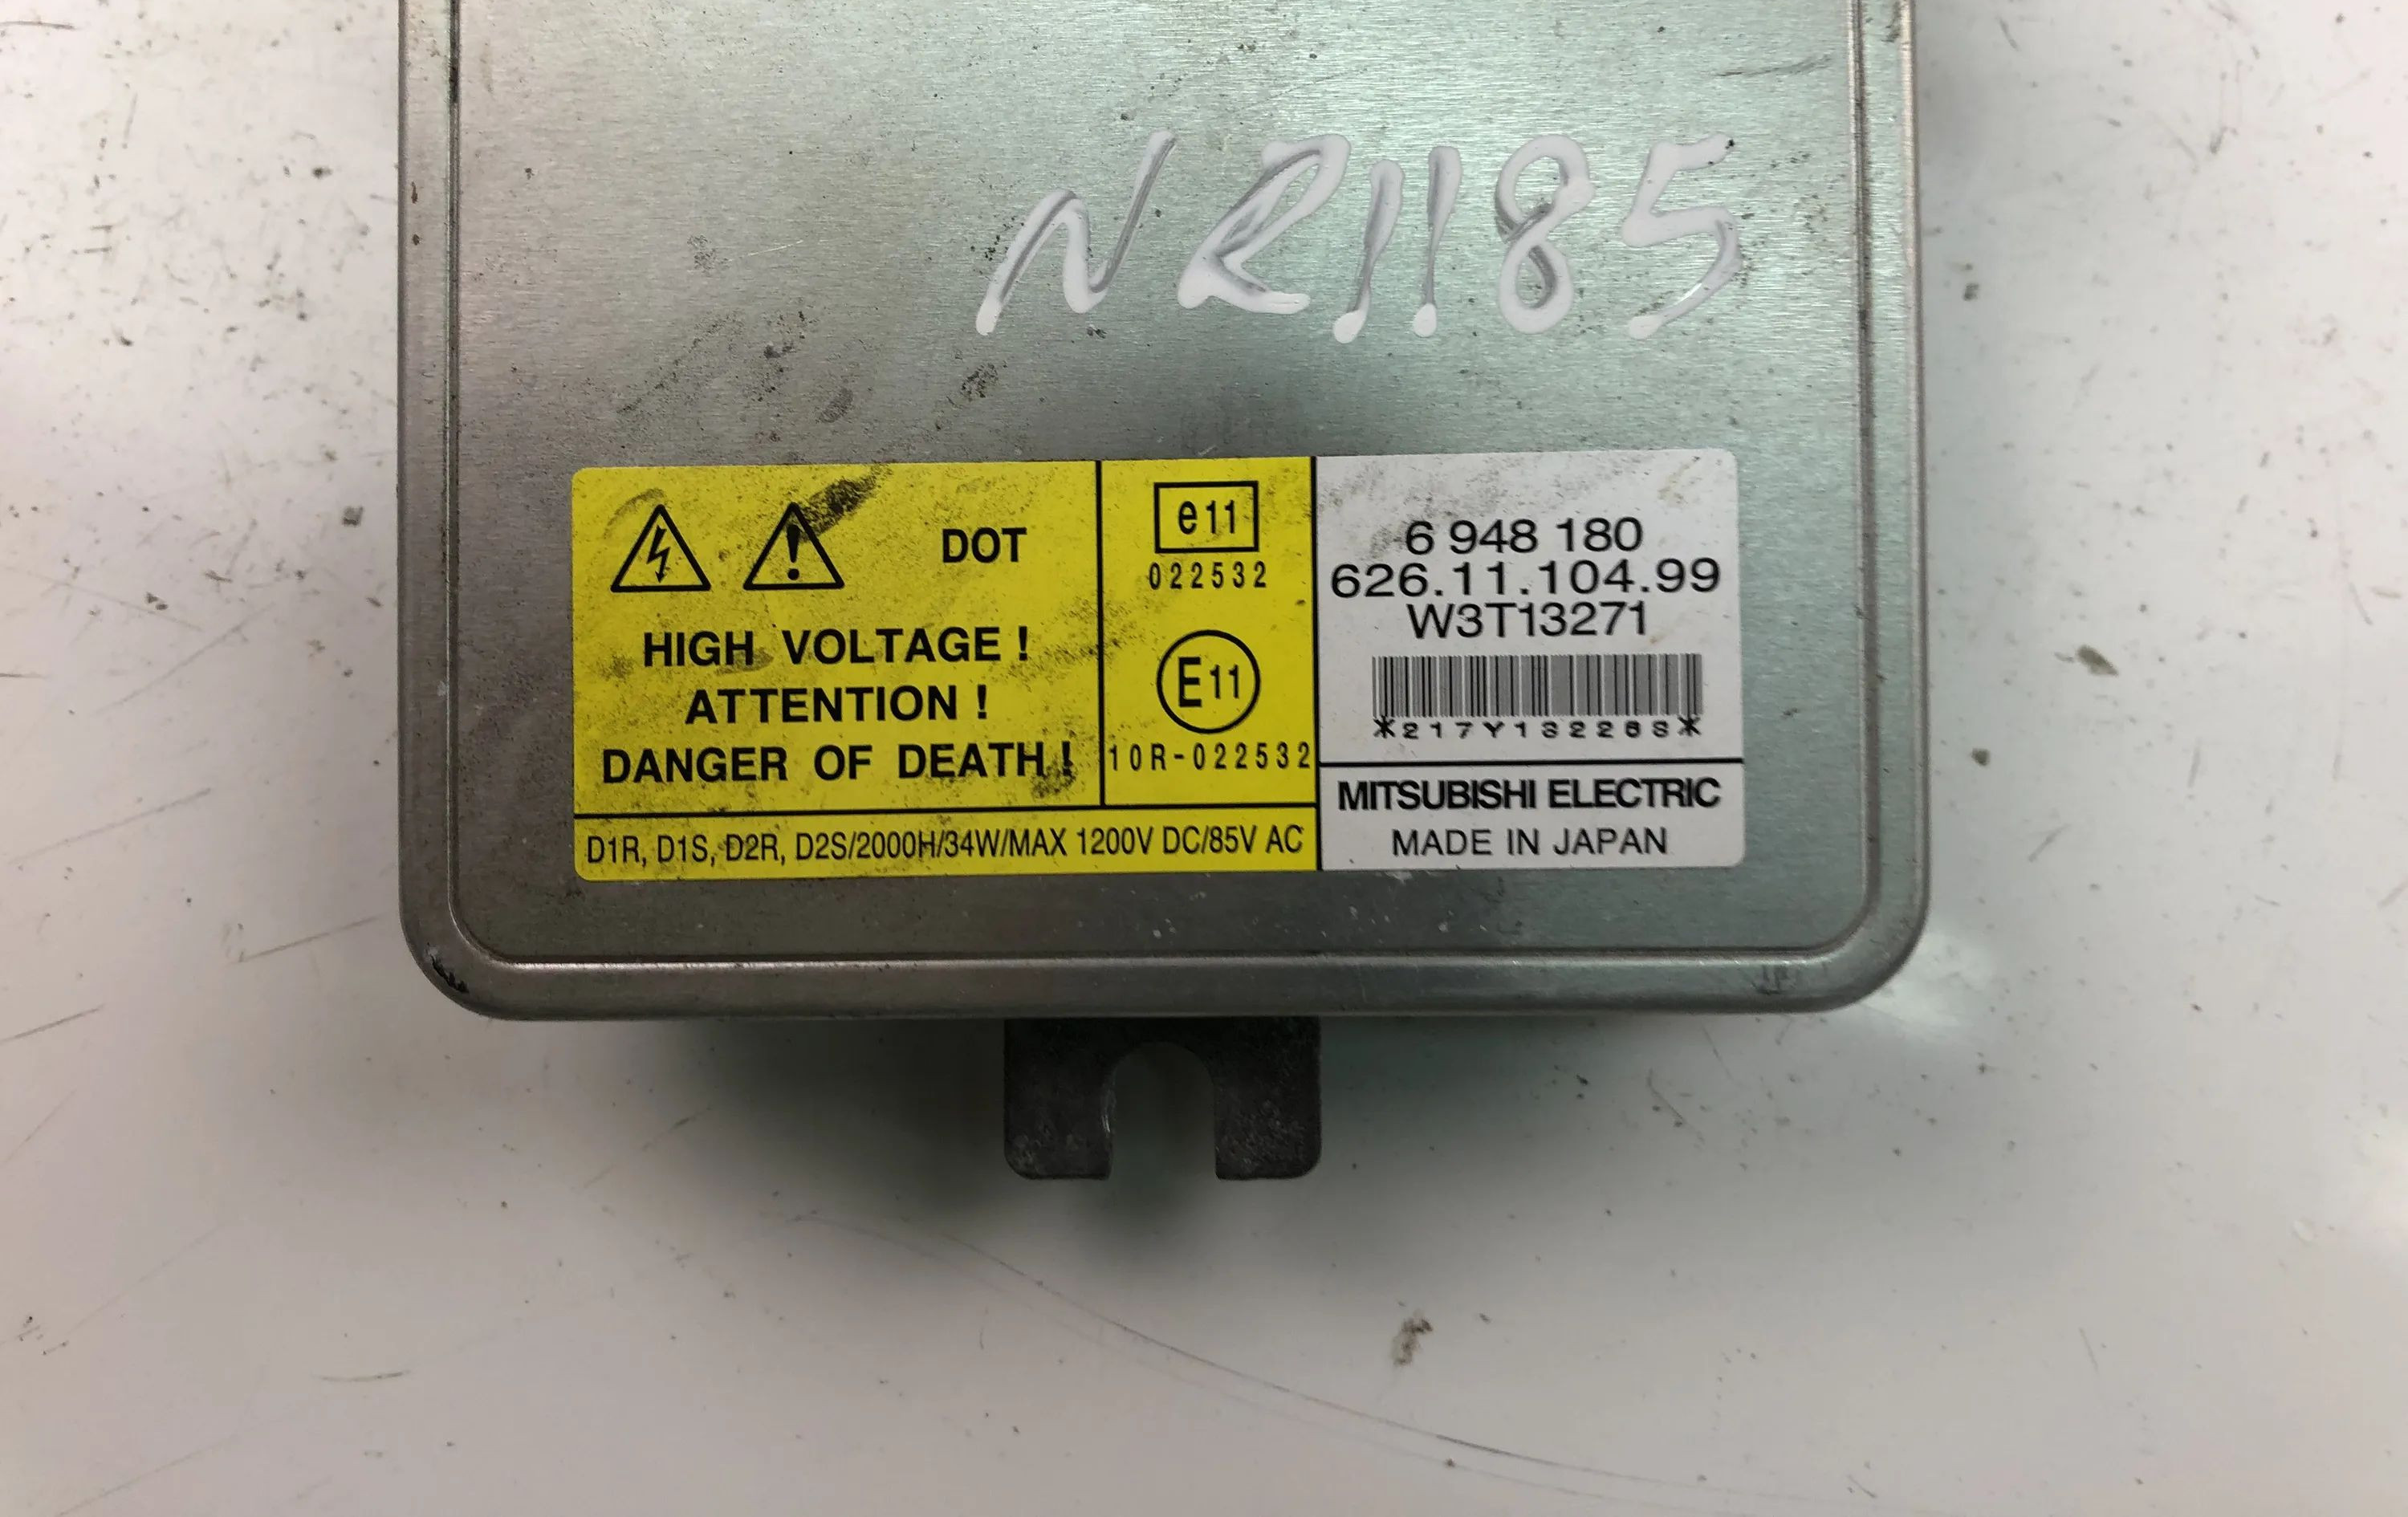 NR1185
DOT
HIGH VOLTAGE !
ATTENTION !
DANGER OF DEATH !
e11
022532
E11
10R-022532
D1R, D1S, D2R, D2S/2000H/34W/MAX 1200V DC/85V AC
6 948 180
626.11.104.99
W3T13271
*217Y13226S*
MITSUBISHI ELECTRIC
MADE IN JAPAN